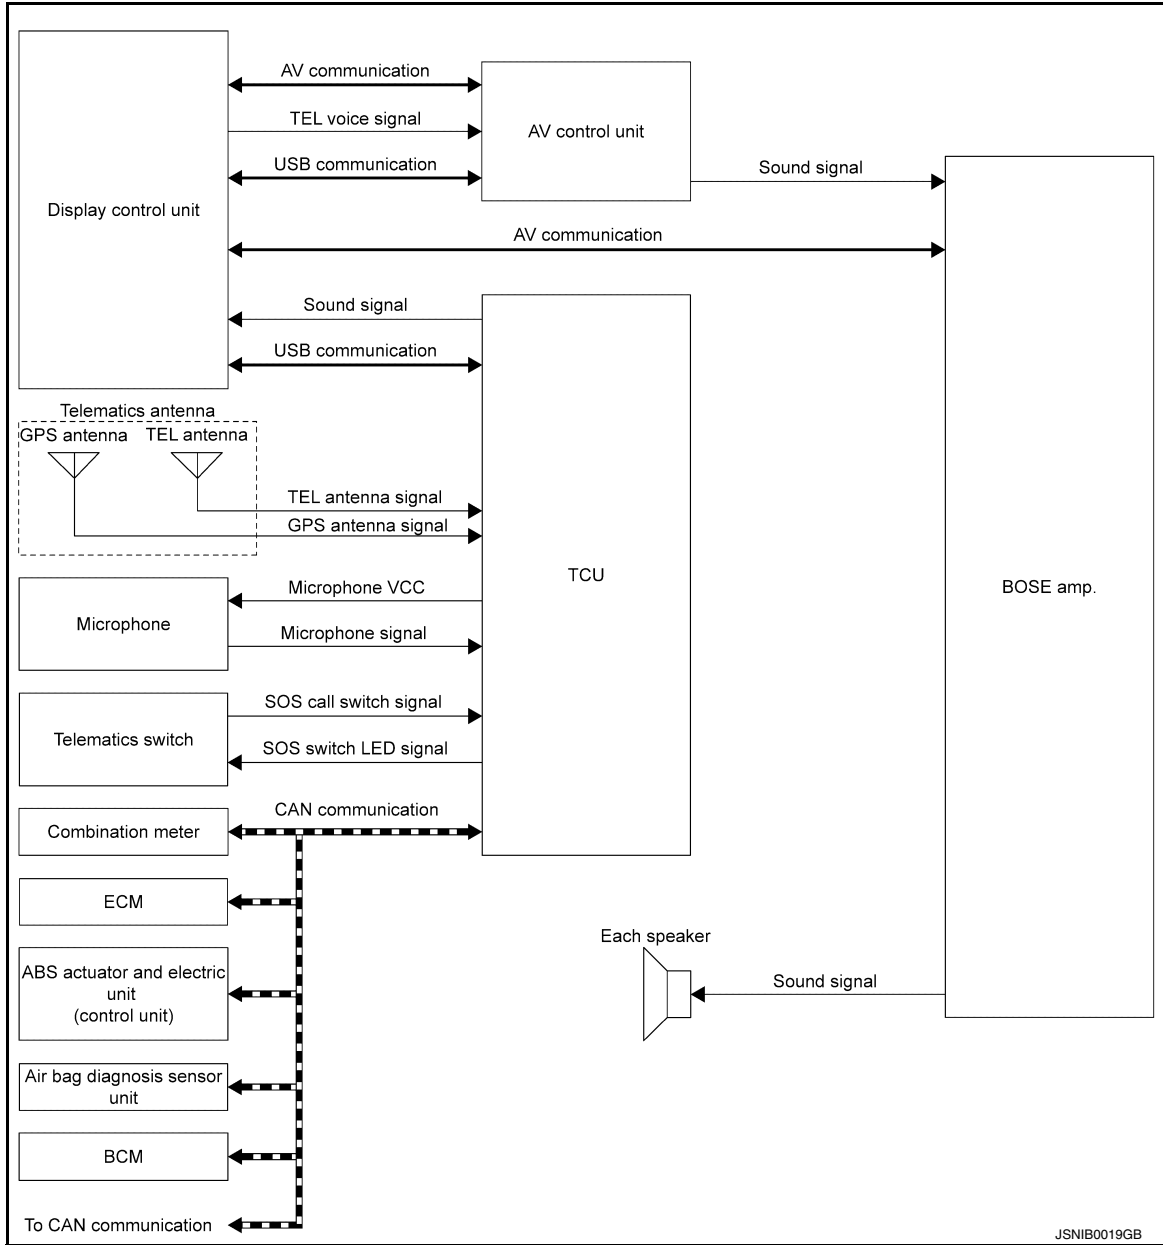 AV communication
TEL voice signal
AV control unit
USB communication
Sound signal
Display control unit
AV communication
Sound signal
USB communication
Telematics antenna
GPS antenna TEL antenna
TEL antenna signal
GPS antenna signal
TCU
BOSE amp.
Microphone VCC
Microphone
Microphone signal
SOS call switch signal
Telematics switch
SOS switch LED signal
CAN communication
Combination meter
ECM
Each speaker
ABS actuator and electric
unit
(control unit)
Sound signal
Air bag diagnosis sensor
unit
BCM
To CAN communication
JSNIB0019GB